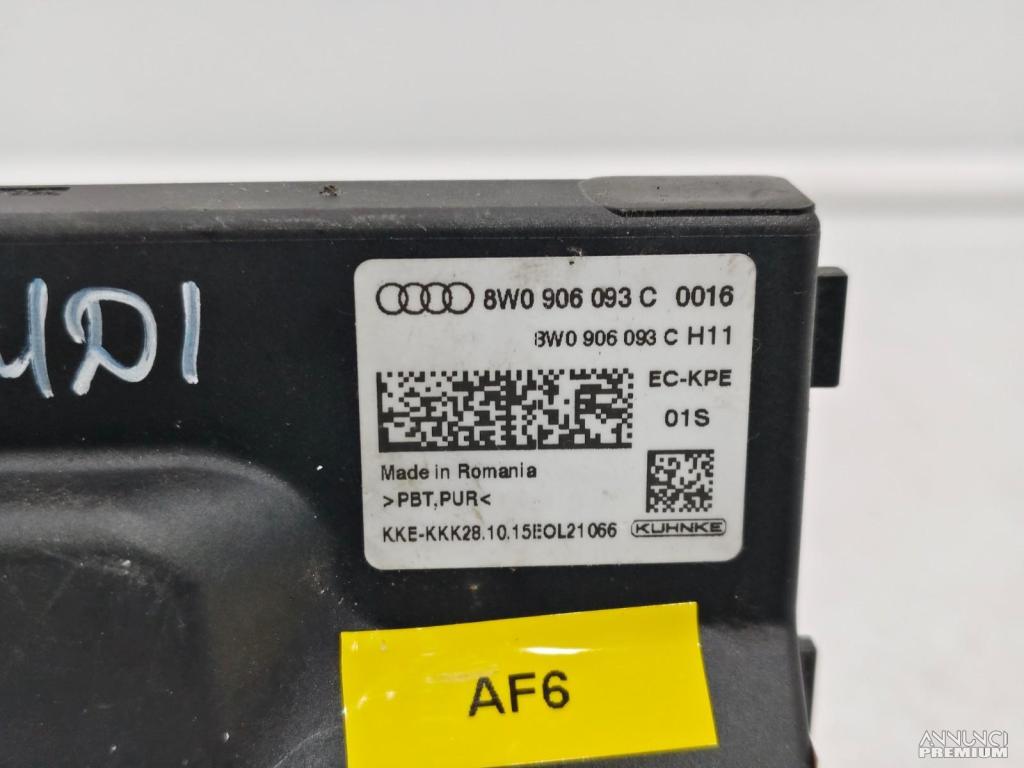 8W0 906 093 C 0016
8W0 906 093 C H11
EC-KPE
01S
Made in Romania
>PBT,PUR<
KKE-KKK28.10.15EOL21066
KUHNKE
AF6
ANNUNCI
PREMIUM